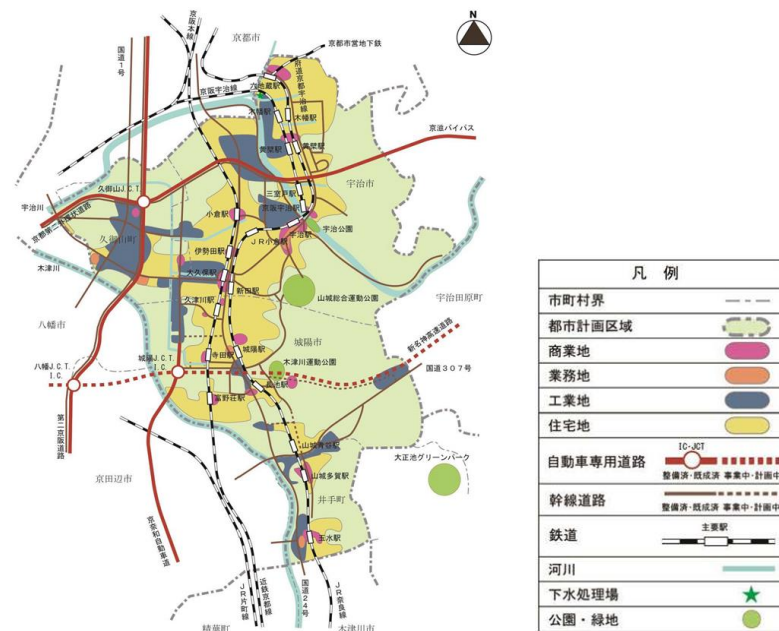 N
京都市
京阪本線
国道1号
京都市営地下鉄
京阪宇治線
府道京都宇治線
六地蔵駅
木幡駅
木幡駅
黄檗駅
黄檗駅
京滋バイパス
宇治市
久御山J.C.T.
三室戸駅
京阪宇治駅
宇治川
京都第二外環状道路
小倉駅
宇治公園
宇治駅
久御山町
JR小倉駅
伊勢田駅
木津川
大久保駅
新田駅
山城総合運動公園
宇治田原町
久津川駅
八幡市
城陽市
新名神高速道路
八幡J.C.T.
I.C.
城陽J.C.T.
I.C.
寺田駅
城陽駅
木津川運動公園
国道307号
長池駅
富野荘駅
第二京阪道路
山城青谷駅
大正池グリーンパーク
京田辺市
山城多賀駅
井手町
京奈和自動車道
玉水駅
JR片町線
近鉄京都線
国道24号
JR奈良線
精華町
木津川市
凡 例
市町村界
都市計画区域
商業地
業務地
工業地
住宅地
自動車専用道路
IC・JCT
整備済・既成済 事業中・計画中
幹線道路
整備済・既成済 事業中・計画中
鉄道
主要駅
河川
下水処理場
公園・緑地